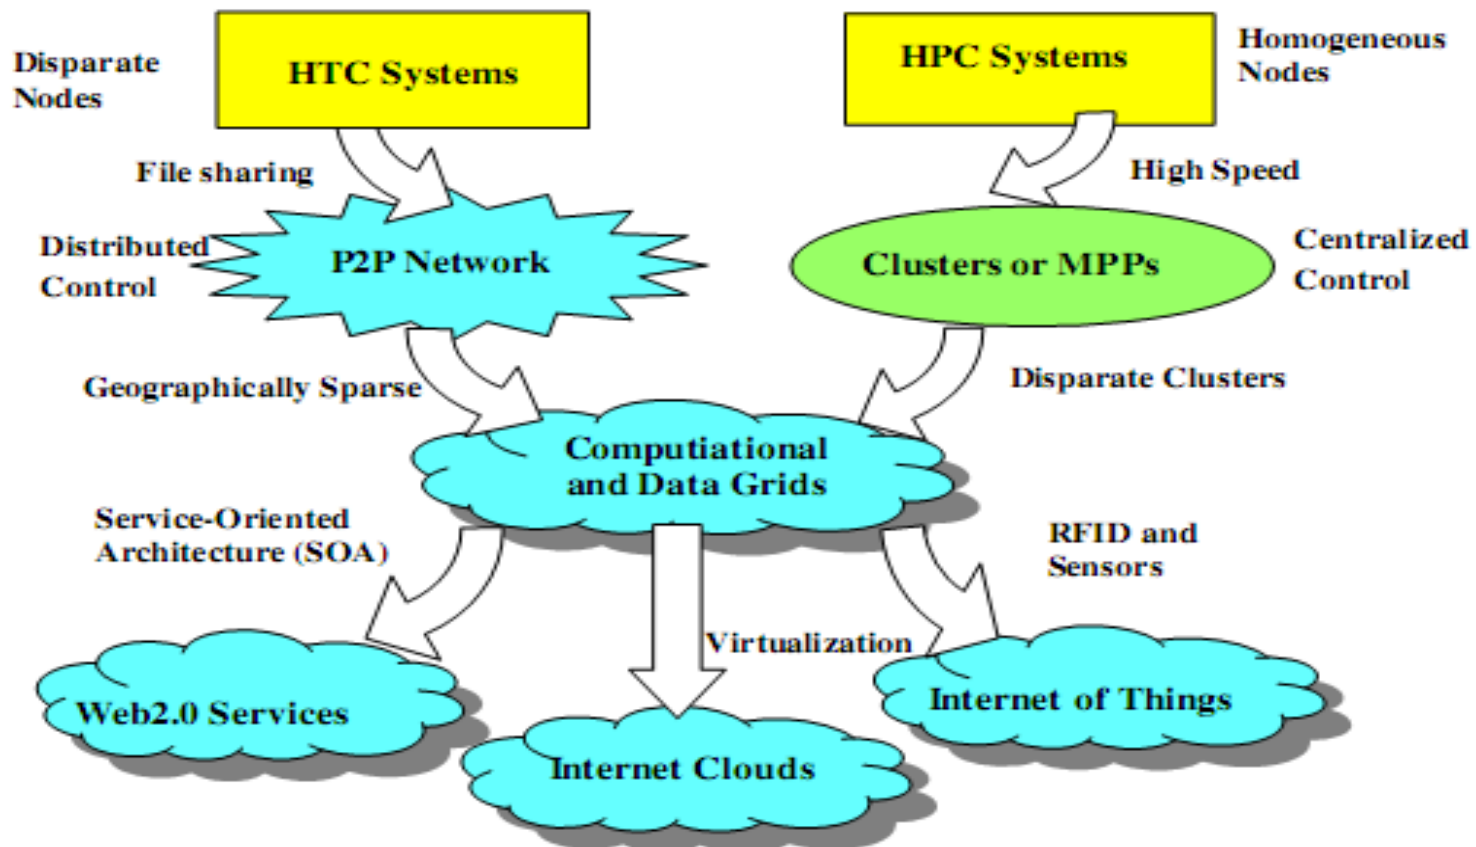 Disparate
Nodes
HTC Systems
HPC Systems
Homogeneous
Nodes
File sharing
High Speed
Distributed
Control
P2P Network
Clusters or MPPs
Centralized
Control
Geographically Sparse
Disparate Clusters
Computiational
and Data Grids
Service-Oriented
Architecture (SOA)
RFID and
Sensors
Virtualization
Web2.0 Services
Internet Clouds
Internet of Things